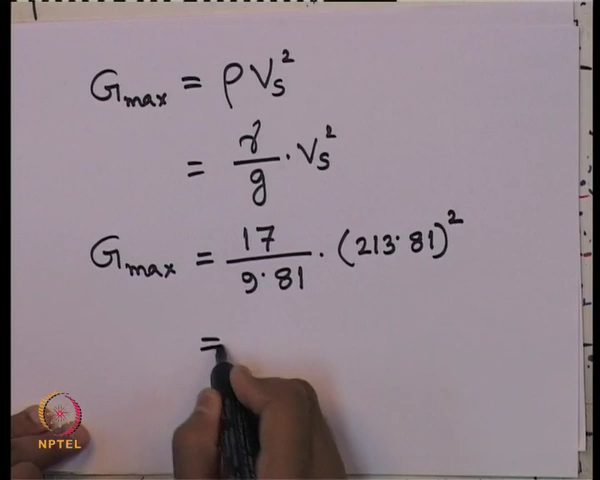 Gmax = ρVs²
= γ/g · Vs²
Gmax = 17/9.81 · (213.81)²
=
NPTEL